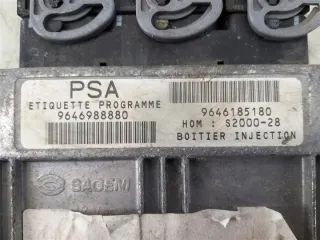 PSA
ETIQUETTE PROGRAMME
9646988880
9646185180
HOM : S2000-28
BOITIER INJECTION
SAGEM